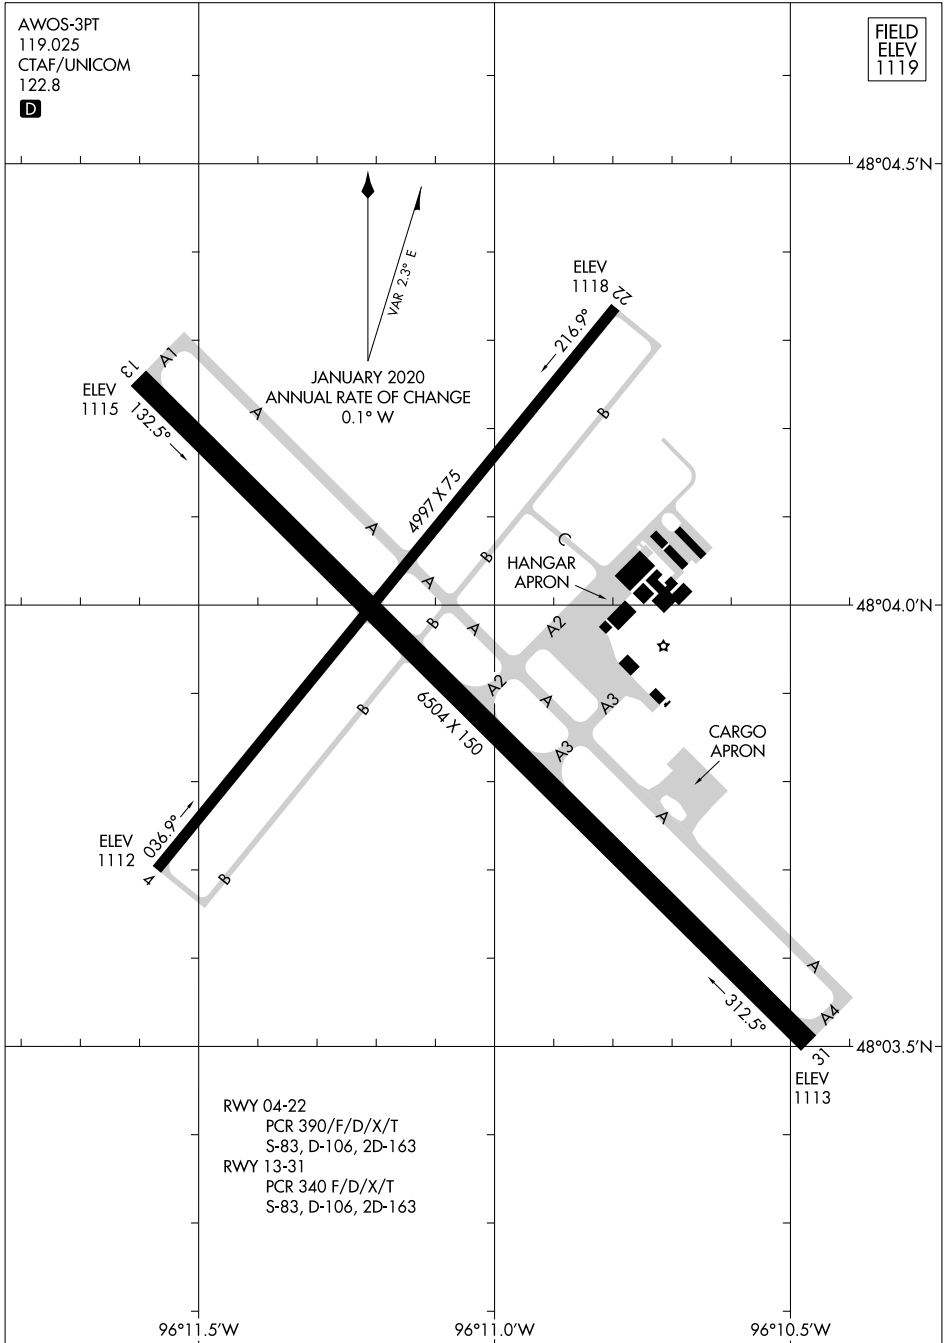 AWOS-3PT
119.025
CTAF/UNICOM
122.8
D
FIELD
ELEV
1119
48°04.5'N
VAR 2.3° E
JANUARY 2020
ANNUAL RATE OF CHANGE
0.1° W
ELEV
1118
22
216.9°
13
A1
ELEV
1115
132.5°
A
B
4997 X 75
A
B
C
HANGAR
APRON
A
48°04.0'N
B
A
A2
A2
B
6504 X 150
A
A3
A3
CARGO
APRON
A
ELEV
1112
036.9°
4
B
A
312.5°
A4
31
48°03.5'N
ELEV
1113
RWY 04-22
PCR 390/F/D/X/T
S-83, D-106, 2D-163
RWY 13-31
PCR 340 F/D/X/T
S-83, D-106, 2D-163
96°11.5'W
96°11.0'W
96°10.5'W